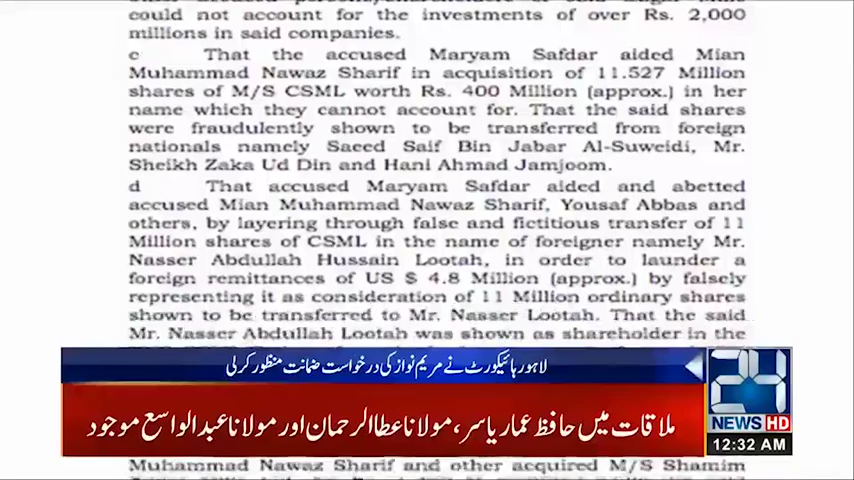 could not account for the investments of over Rs. 2,000
millions in said companies.
c That the accused Maryam Safdar aided Mian
Muhammad Nawaz Sharif in acquisition of 11.527 Million
shares of M/S CSML worth Rs. 400 Million (approx.) in her
name which they cannot account for. That the said shares
were fraudulently shown to be transferred from foreign
nationals namely Saeed Saif Bin Jabar Al-Suweidi, Mr.
Sheikh Zaka Ud Din and Hani Ahmad Jamjoom.
d That accused Maryam Safdar aided and abetted
accused Mian Muhammad Nawaz Sharif, Yousaf Abbas and
others, by layering through false and fictitious transfer of 11
Million shares of CSML in the name of foreigner namely Mr.
Nasser Abdullah Hussain Lootah, in order to launder a
foreign remittances of US $ 4.8 Million (approx.) by falsely
representing it as consideration of 11 Million ordinary shares
shown to be transferred to Mr. Nasser Lootah. That the said
Mr. Nasser Abdullah Lootah was shown as shareholder in the
لاہور ہائیکورٹ نے مریم نواز کی درخواست ضمانت منظور کرلی
ملاقات میں حافظ عمار یاسر، مولانا عطاالرحمان اور مولانا عبدالواسع موجود
24
NEWS HD
12:32 AM
Muhammad Nawaz Sharif and other acquired M/S Shamim